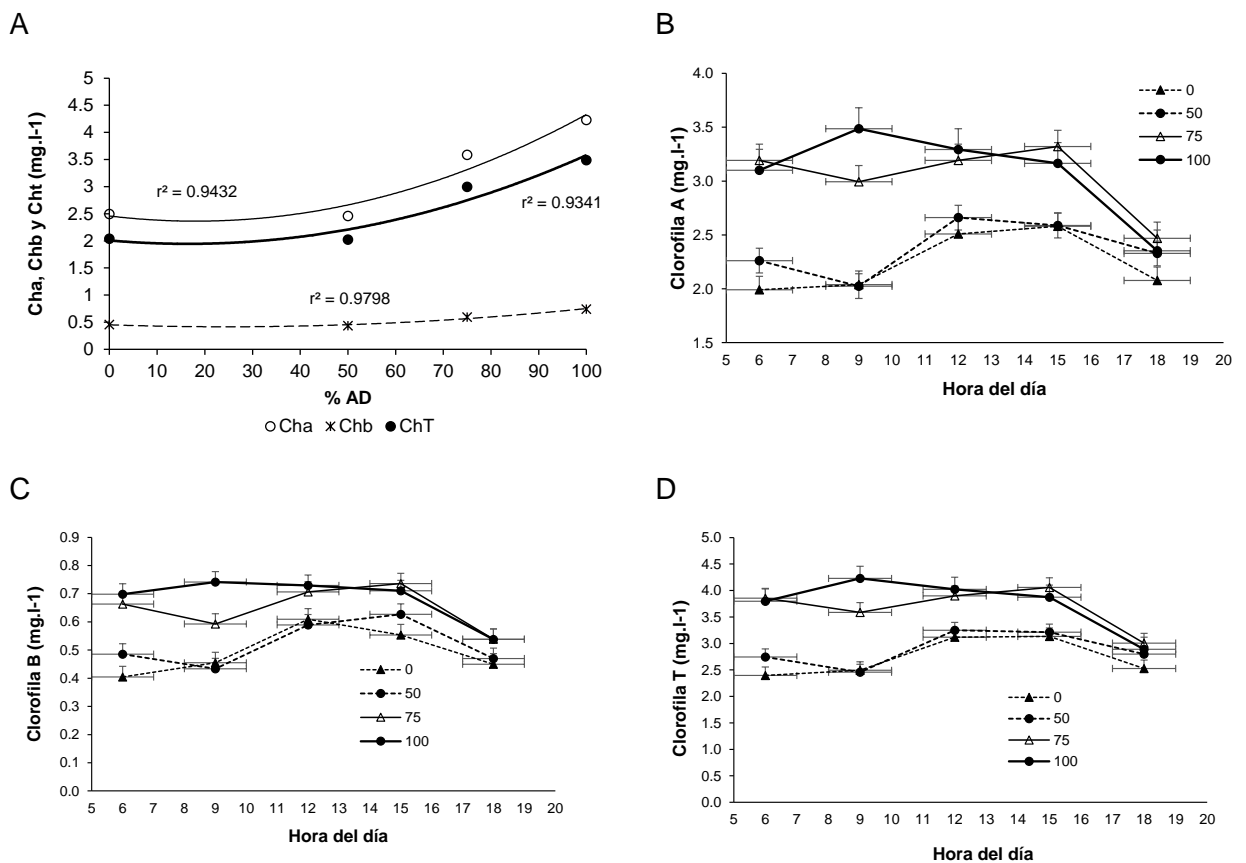 A
Cha, Chb y Cht (mg.l-1)
5
4.5
4
3.5
3
2.5
2
1.5
1
0.5
0
r² = 0.9432
r² = 0.9341
r² = 0.9798
0 10 20 30 40 50 60 70 80 90 100
% AD
Cha Chb ChT
B
Clorofila A (mg.l-1)
4.0
3.5
3.0
2.5
2.0
1.5
0
50
75
100
5 6 7 8 9 10 11 12 13 14 15 16 17 18 19 20
Hora del día
C
Clorofila B (mg.l-1)
0.9
0.8
0.7
0.6
0.5
0.4
0.3
0.2
0.1
0.0
0
50
75
100
5 6 7 8 9 10 11 12 13 14 15 16 17 18 19 20
Hora del día
D
Clorofila T (mg.l-1)
5.0
4.5
4.0
3.5
3.0
2.5
2.0
1.5
1.0
0.5
0.0
0
50
75
100
5 6 7 8 9 10 11 12 13 14 15 16 17 18 19 20
Hora del día